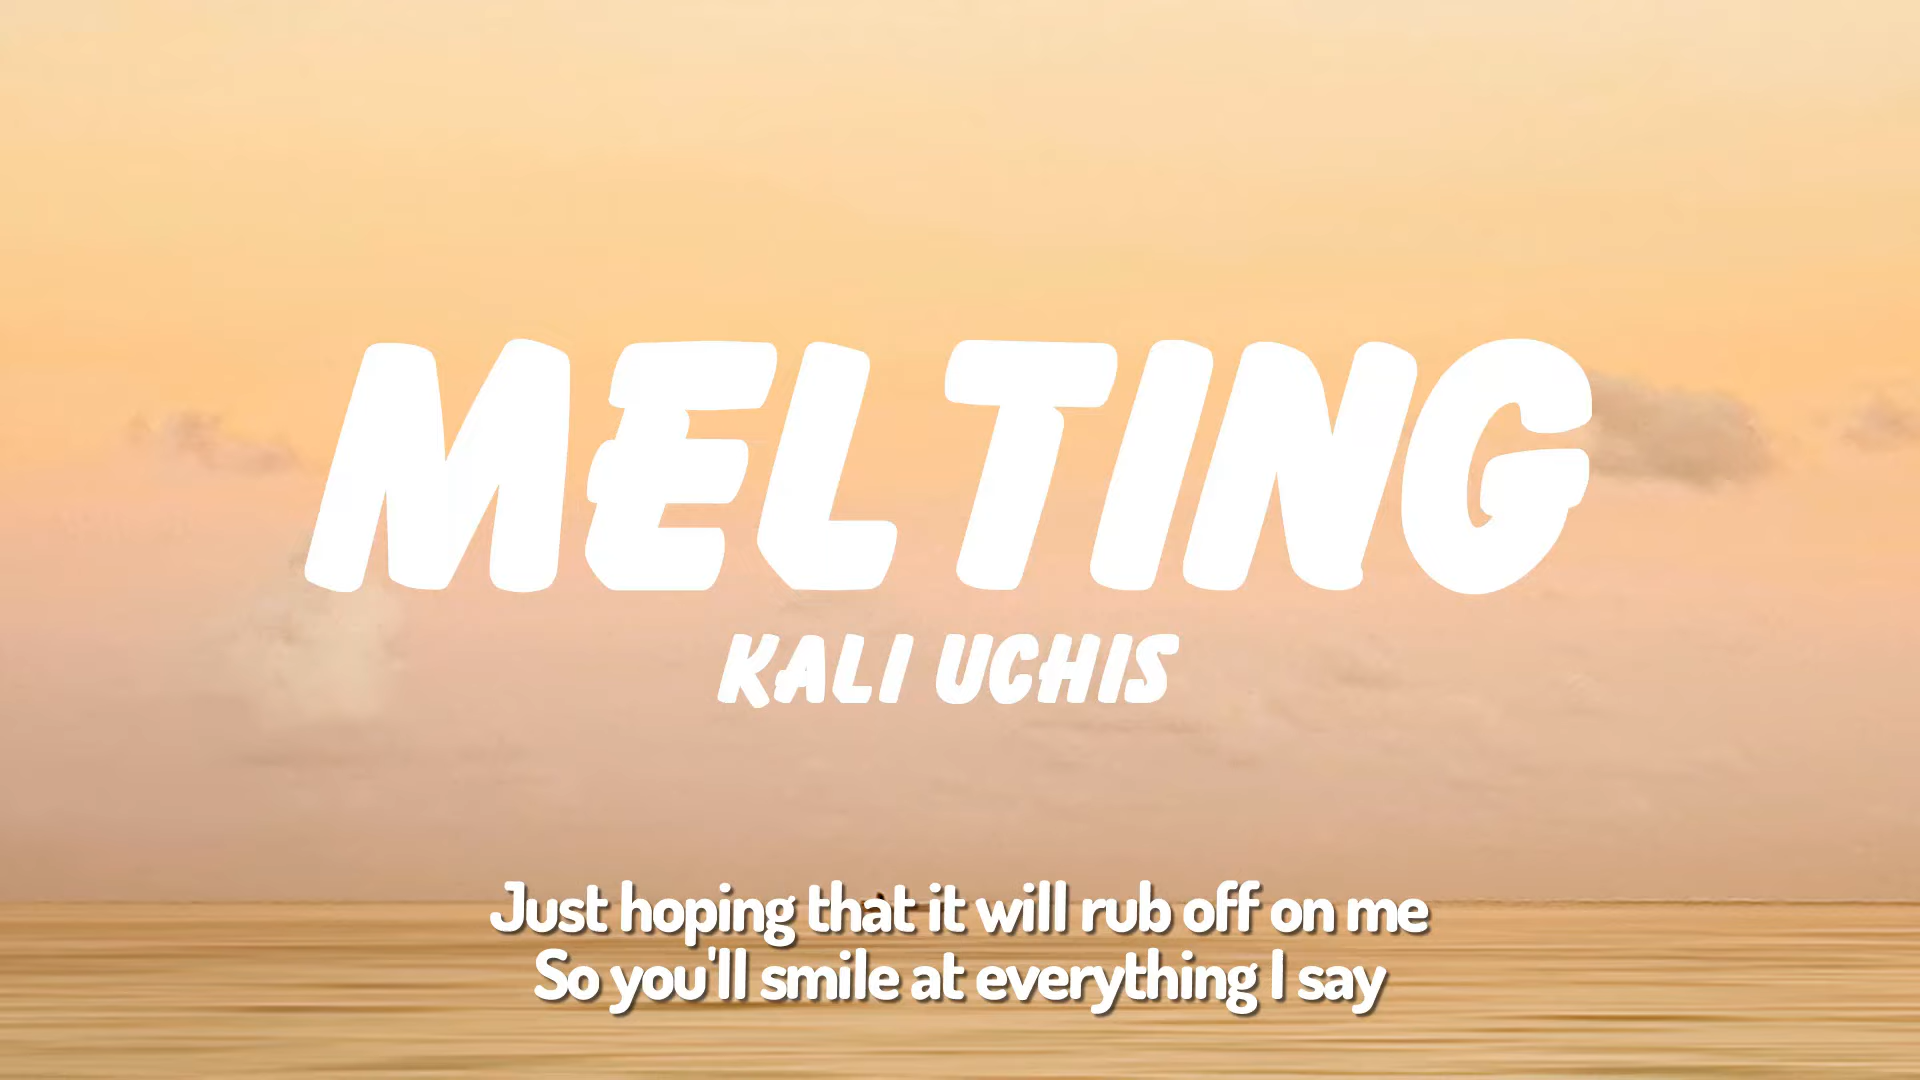 MELTING
KALI UCHIS
Just hoping that it will rub off on me
So you'll smile at everything I say